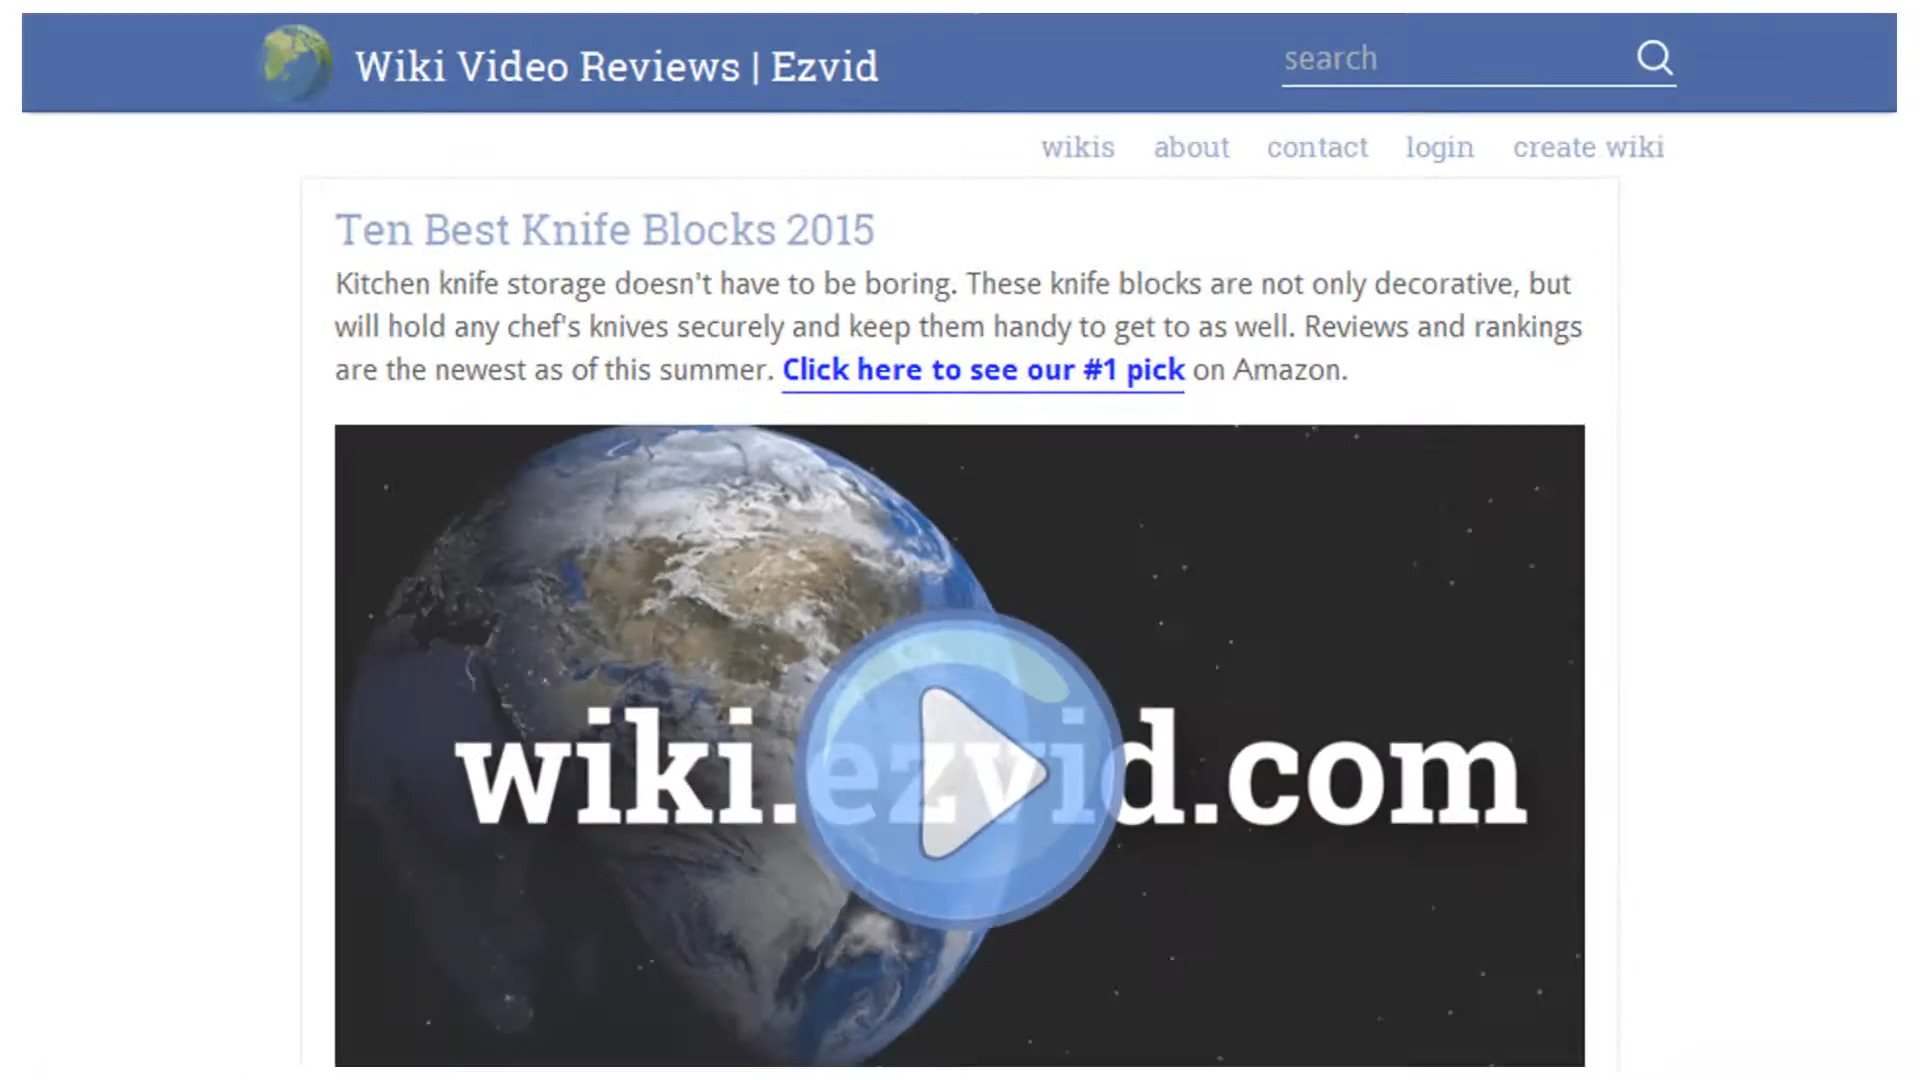 Wiki Video Reviews | Ezvid
search
wikis about contact login create wiki
Ten Best Knife Blocks 2015
Kitchen knife storage doesn't have to be boring. These knife blocks are not only decorative, but
will hold any chef's knives securely and keep them handy to get to as well. Reviews and rankings
are the newest as of this summer. Click here to see our #1 pick on Amazon.
wiki.ezvid.com